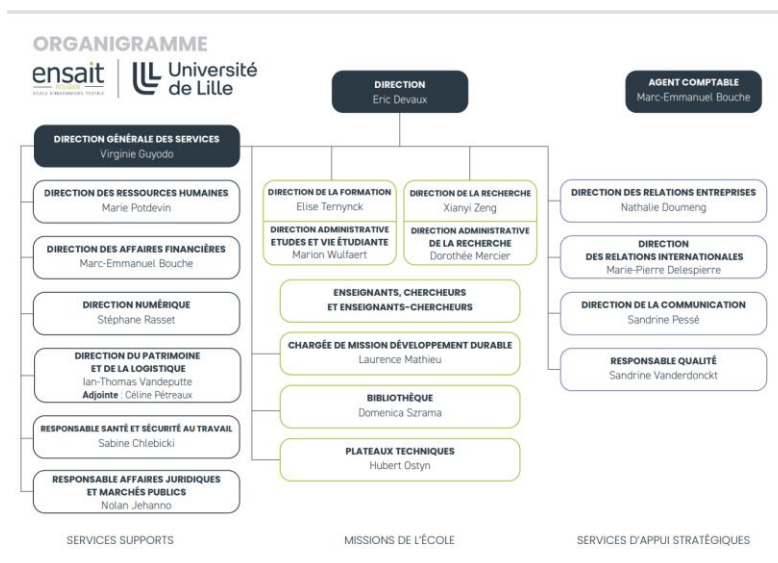 ORGANIGRAMME
ensait
ROUBAIX
ECOLE D'INGENIEURS TEXTILE
Université
de Lille
DIRECTION
Eric Devaux
AGENT COMPTABLE
Marc-Emmanuel Bouche
DIRECTION GÉNÉRALE DES SERVICES
Virginie Guyodo
DIRECTION DES RESSOURCES HUMAINES
Marie Potdevin
DIRECTION DES AFFAIRES FINANCIÈRES
Marc-Emmanuel Bouche
DIRECTION NUMÉRIQUE
Stéphane Rasset
DIRECTION DU PATRIMOINE
ET DE LA LOGISTIQUE
Ian-Thomas Vandeputte
Adjointe : Céline Pétreaux
RESPONSABLE SANTÉ ET SÉCURITÉ AU TRAVAIL
Sabine Chlebicki
RESPONSABLE AFFAIRES JURIDIQUES
ET MARCHÉS PUBLICS
Nolan Jehanno
SERVICES SUPPORTS
DIRECTION DE LA FORMATION
Elise Ternynck
DIRECTION ADMINISTRATIVE
ETUDES ET VIE ÉTUDIANTE
Marion Wulfaert
DIRECTION DE LA RECHERCHE
Xianyi Zeng
DIRECTION ADMINISTRATIVE
DE LA RECHERCHE
Dorothée Mercier
ENSEIGNANTS, CHERCHEURS
ET ENSEIGNANTS-CHERCHEURS
CHARGÉE DE MISSION DÉVELOPPEMENT DURABLE
Laurence Mathieu
BIBLIOTHÈQUE
Domenica Szrama
PLATEAUX TECHNIQUES
Hubert Ostyn
MISSIONS DE L'ÉCOLE
DIRECTION DES RELATIONS ENTREPRISES
Nathalie Doumeng
DIRECTION
DES RELATIONS INTERNATIONALES
Marie-Pierre Delespierre
DIRECTION DE LA COMMUNICATION
Sandrine Pessé
RESPONSABLE QUALITÉ
Sandrine Vanderdonckt
SERVICES D'APPUI STRATÉGIQUES